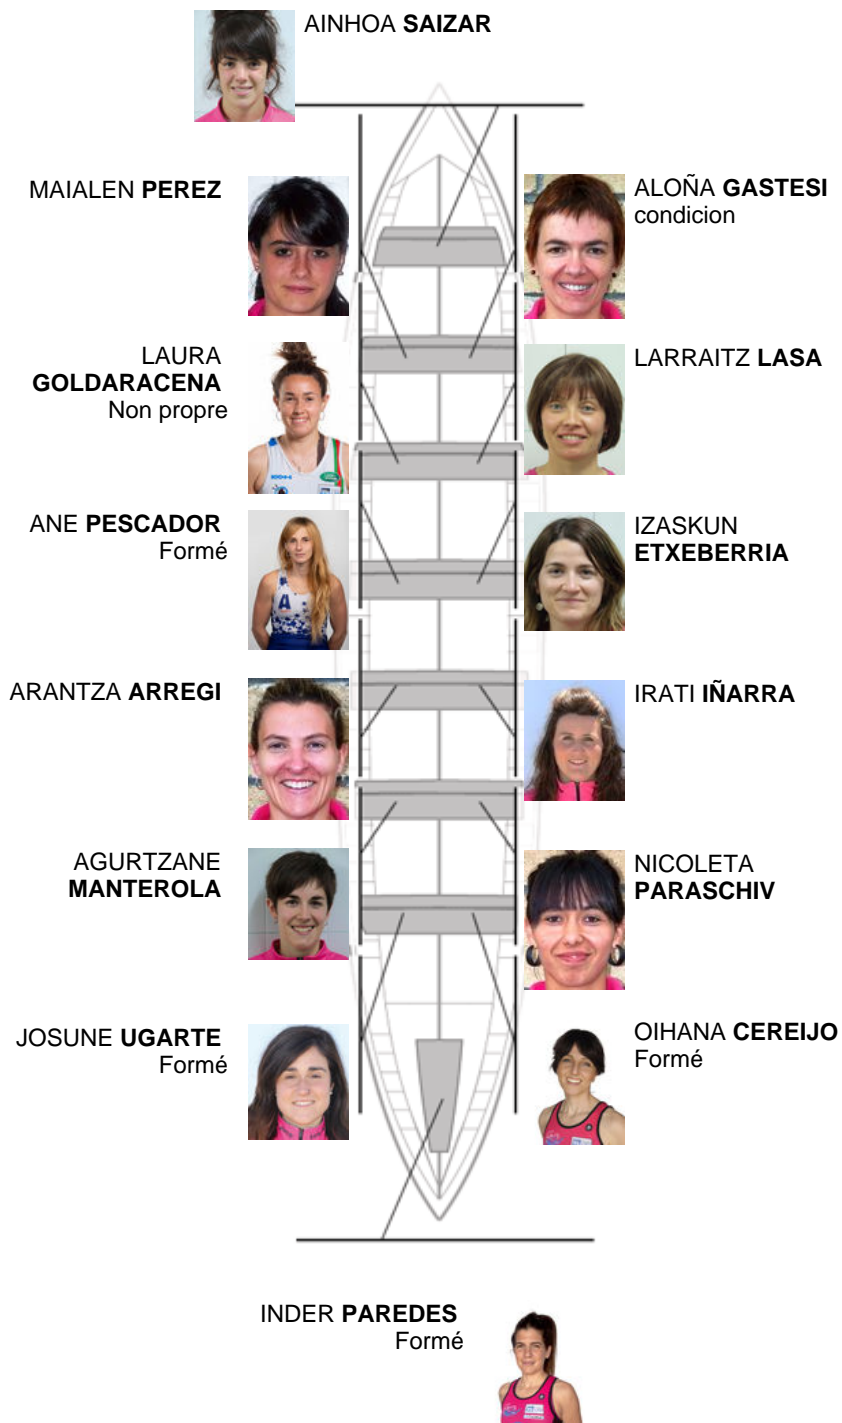 AINHOA SAIZAR
MAIALEN PEREZ
ALOÑA GASTESI
condicion
LAURA
GOLDARACENA
Non propre
LARRAITZ LASA
ANE PESCADOR
Formé
IZASKUN
ETXEBERRIA
ARANTZA ARREGI
IRATI IÑARRA
AGURTZANE
MANTEROLA
NICOLETA
PARASCHIV
JOSUNE UGARTE
Formé
OIHANA CEREIJO
Formé
INDER PAREDES
Formé